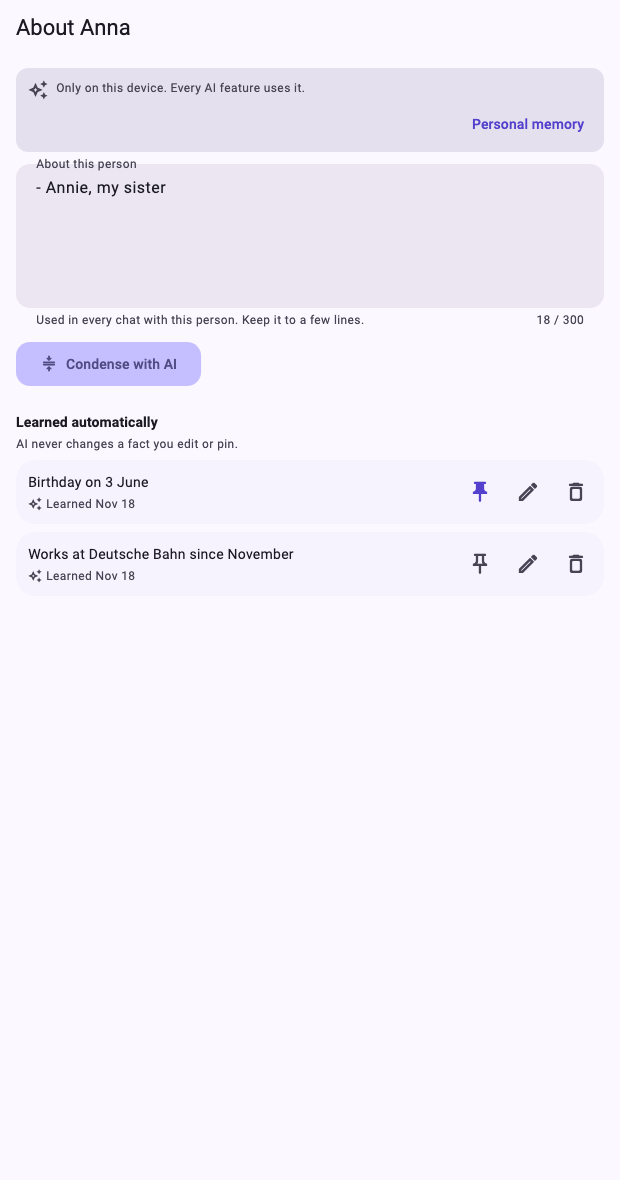 About Anna
Only on this device. Every AI feature uses it.
Personal memory
About this person
- Annie, my sister
Used in every chat with this person. Keep it to a few lines.
18 / 300
Condense with AI
Learned automatically
AI never changes a fact you edit or pin.
Birthday on 3 June
Learned Nov 18
Works at Deutsche Bahn since November
Learned Nov 18